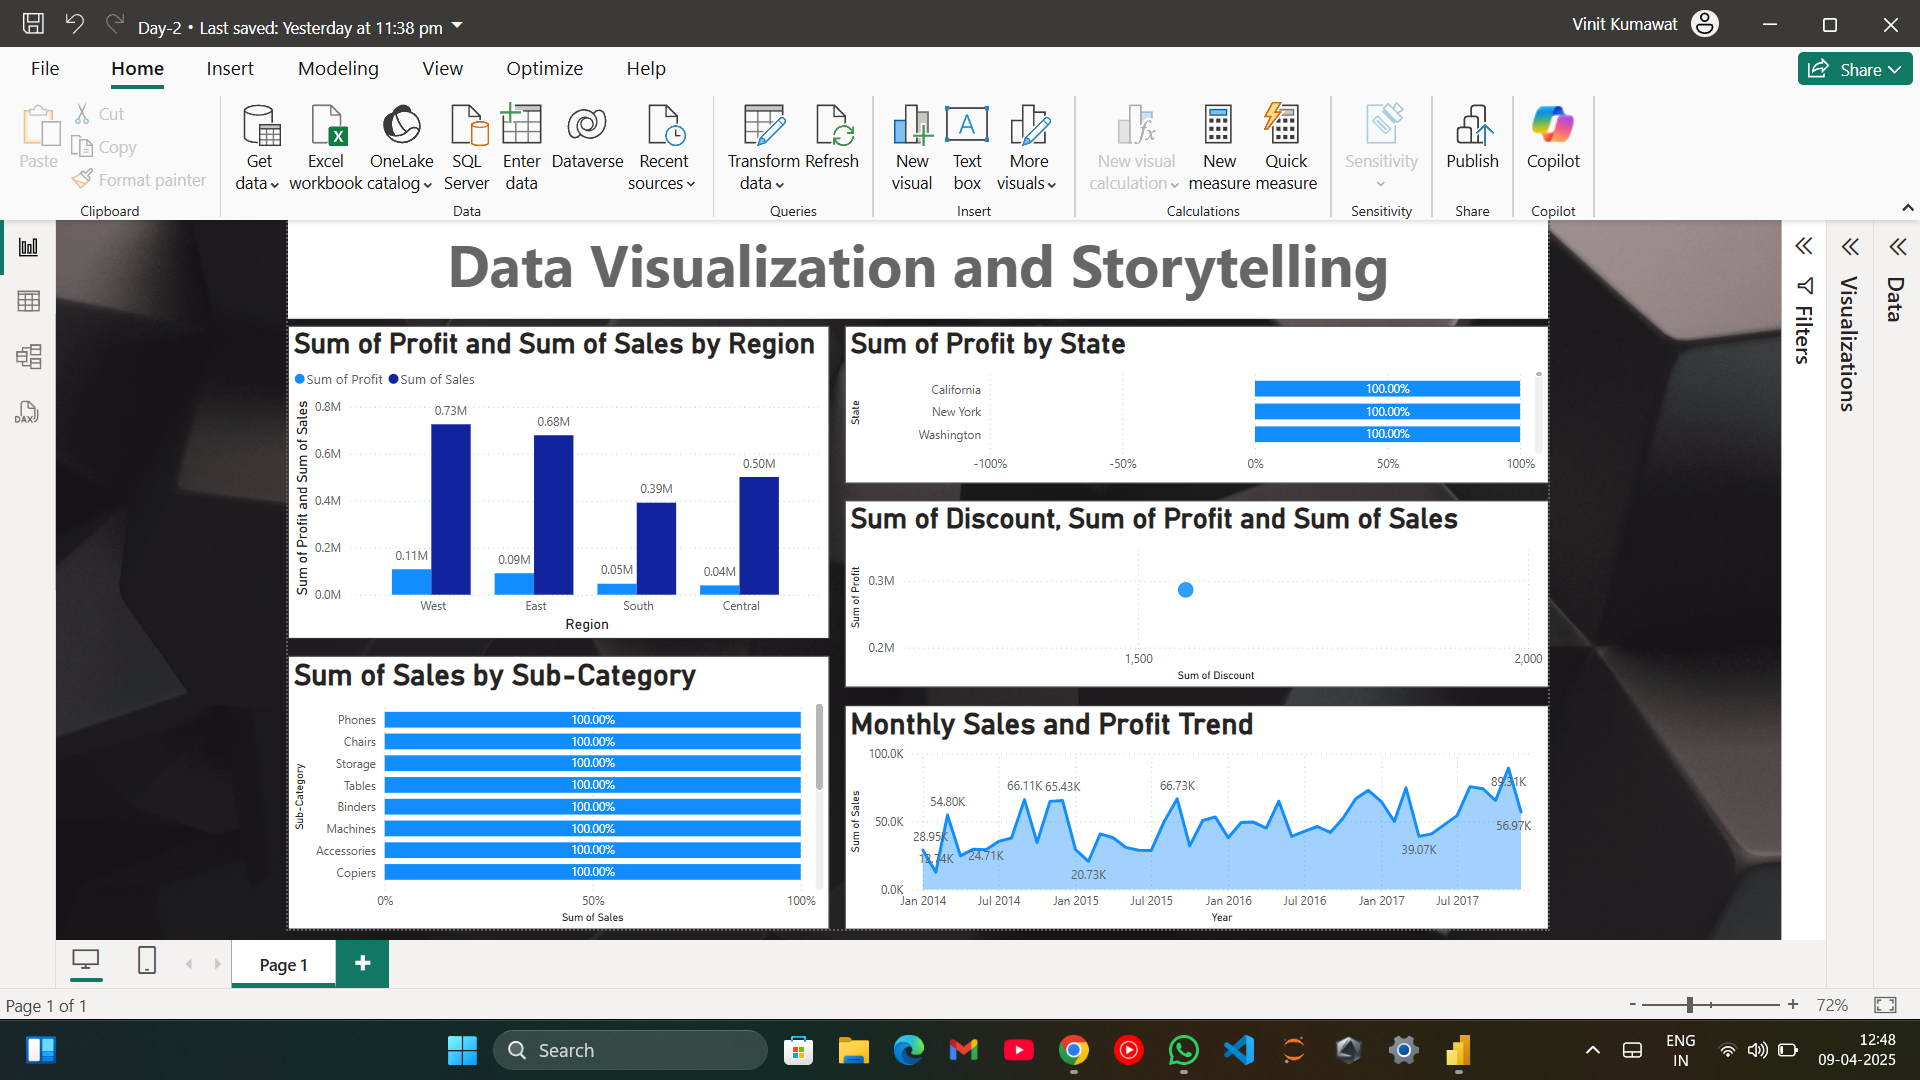 Day-2 • Last saved: Yesterday at 11:38 pm
Vinit Kumawat
File Home Insert Modeling View Optimize Help
Share
Paste
Cut
Copy
Format painter
Clipboard
Get data
Excel workbook
OneLake catalog
SQL Server
Enter data
Dataverse
Recent sources
Data
Transform data
Refresh
Queries
New visual
Text box
More visuals
Insert
New visual calculation
New measure
Quick measure
Calculations
Sensitivity
Sensitivity
Publish
Share
Copilot
Copilot
DAX
Data Visualization and Storytelling
Sum of Profit and Sum of Sales by Region
Sum of Profit Sum of Sales
Sum of Profit and Sum of Sales
0.8M
0.6M
0.4M
0.2M
0.0M
0.11M
0.73M
0.09M
0.68M
0.05M
0.39M
0.04M
0.50M
West East South Central
Region
Sum of Sales by Sub-Category
Sub-Category
Phones 100.00%
Chairs 100.00%
Storage 100.00%
Tables 100.00%
Binders 100.00%
Machines 100.00%
Accessories 100.00%
Copiers 100.00%
0% 50% 100%
Sum of Sales
Sum of Profit by State
State
California 100.00%
New York 100.00%
Washington 100.00%
-100% -50% 0% 50% 100%
Sum of Discount, Sum of Profit and Sum of Sales
Sum of Profit
0.3M
0.2M
1,500 2,000
Sum of Discount
Monthly Sales and Profit Trend
Sum of Sales
100.0K
50.0K
0.0K
28.95K
12.74K
54.80K
24.71K
66.11K
65.43K
20.73K
66.73K
39.07K
89.31K
56.97K
Jan 2014 Jul 2014 Jan 2015 Jul 2015 Jan 2016 Jul 2016 Jan 2017 Jul 2017
Year
Filters
Visualizations
Data
Page 1
+
Page 1 of 1
- + 72%
Search
ENG
IN
12:48
09-04-2025